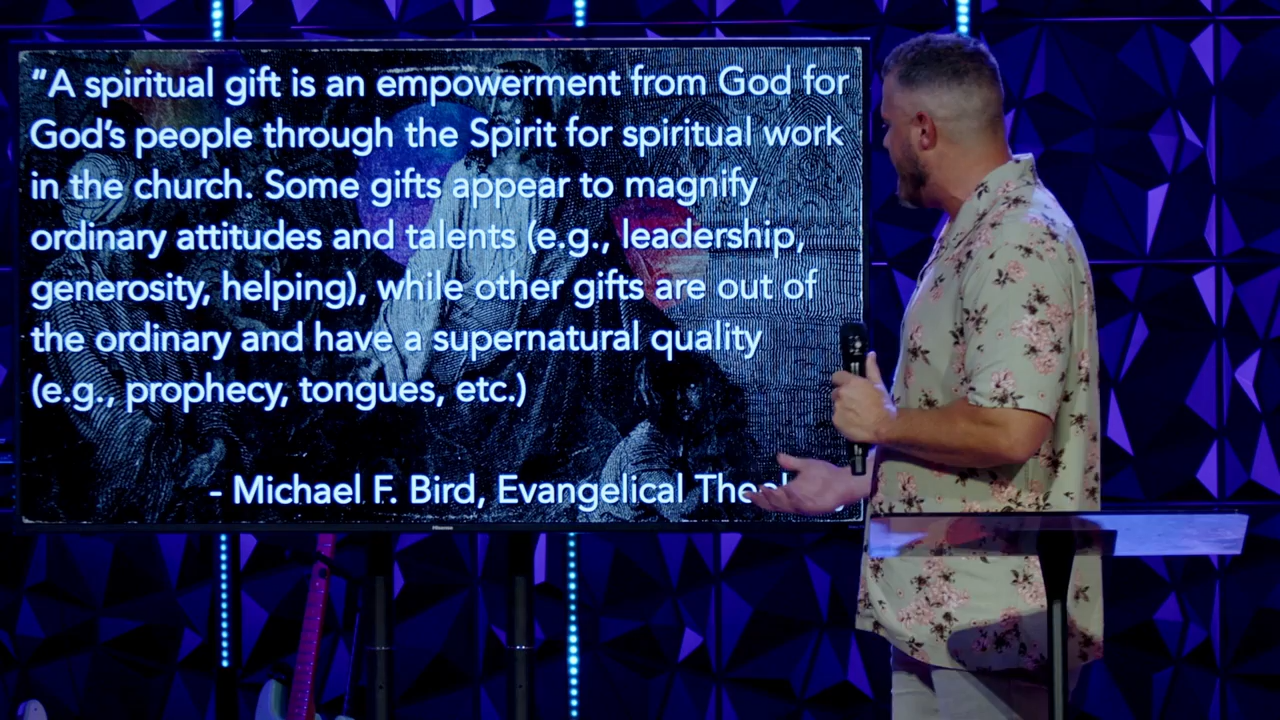 “A spiritual gift is an empowerment from God for
God’s people through the Spirit for spiritual work
in the church. Some gifts appear to magnify
ordinary attitudes and talents (e.g., leadership,
generosity, helping), while other gifts are out of
the ordinary and have a supernatural quality
(e.g., prophecy, tongues, etc.)
- Michael F. Bird, Evangelical
Hisense